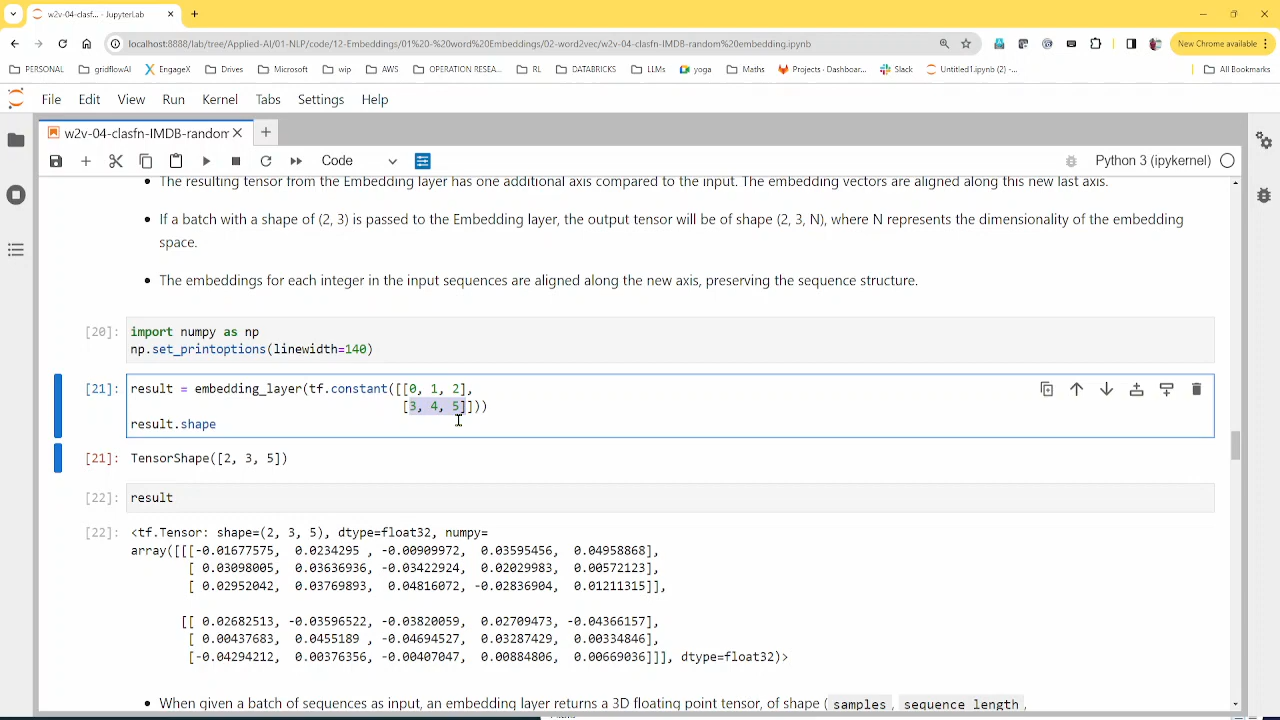 w2v-04-clasf... - JupyterLab
localhost:8888/lab/tree/Applied-AI/01-NLP/code/12_Embeddings/01%20-%20word%20Embeddings/02-word2vec/w2v-04-clasfn-IMDB-random%20embedding.ipynb
New Chrome available
PERSONAL gridflowAI EngageX Drives Microsoft wip AWS OPERATION RESEA... RL DATABRICKS LLMs yoga Maths Projects · Dashboar... Slack Untitled1.ipynb (5) -... All Bookmarks
File Edit View Run Kernel Tabs Settings Help
w2v-04-clasfn-IMDB-random
Code Python 3 (ipykernel)
• The resulting tensor from the Embedding layer has one additional axis compared to the input. The embedding vectors are aligned along this new last axis.
• If a batch with a shape of (2, 3) is passed to the Embedding layer, the output tensor will be of shape (2, 3, N), where N represents the dimensionality of the embedding
space.
• The embeddings for each integer in the input sequences are aligned along the new axis, preserving the sequence structure.
[20]: import numpy as np
np.set_printoptions(linewidth=140)
[21]: result = embedding_layer(tf.constant([[0, 1, 2],
[3, 4, 5]]))
result.shape
[21]: TensorShape([2, 3, 5])
[22]: result
[22]: <tf.Tensor: shape=(2, 3, 5), dtype=float32, numpy=
array([[[-0.01677575, 0.0234295 , -0.00909972, 0.03595456, 0.04958868],
[ 0.03098005, 0.03636936, -0.03422924, 0.02029983, 0.00572123],
[ 0.02952042, 0.03769893, 0.04816072, -0.02836904, 0.01211315]],
[[ 0.02682513, -0.03596522, -0.03820059, 0.02709473, -0.04366157],
[ 0.00437683, 0.0455189 , -0.04694527, 0.03287429, 0.00334846],
[-0.04294212, 0.00376356, -0.00407047, 0.00884806, 0.00669036]]], dtype=float32)>
• When given a batch of sequences as input, an embedding layer returns a 3D floating point tensor, of shape ( samples , sequence_length ,